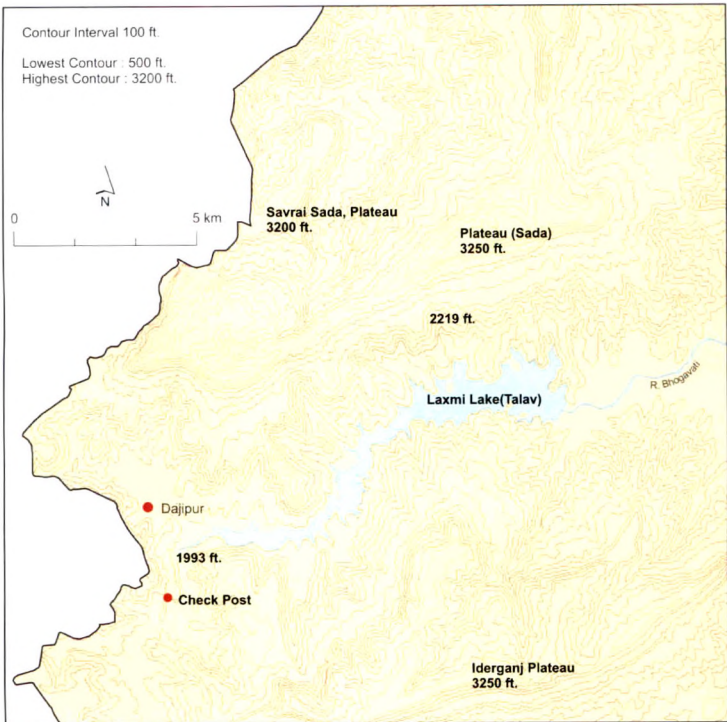 Contour Interval 100 ft.
Lowest Contour : 500 ft.
Highest Contour : 3200 ft.
N
0 5 km
Savrai Sada, Plateau
3200 ft.
Plateau (Sada)
3250 ft.
2219 ft.
R. Bhogavati
Laxmi Lake(Talav)
Dajipur
1993 ft.
Check Post
Iderganj Plateau
3250 ft.